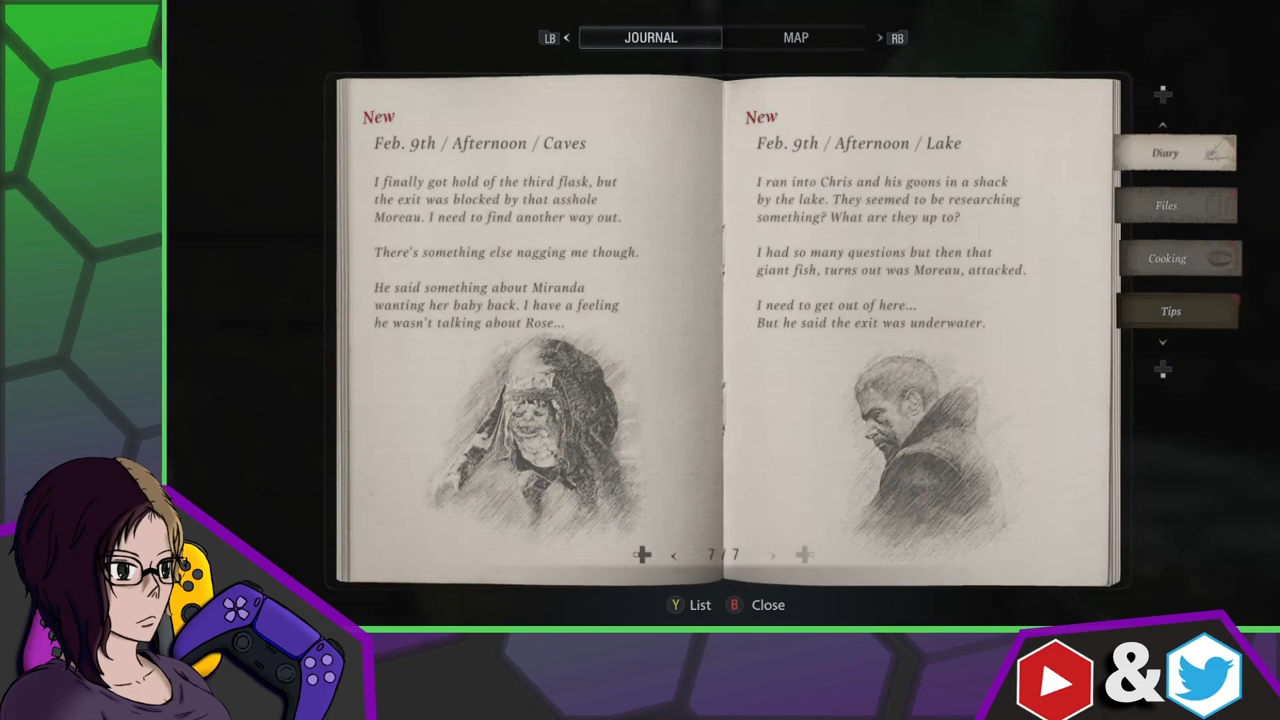 LB JOURNAL MAP RB
New
Feb. 9th / Afternoon / Caves
I finally got hold of the third flask, but
the exit was blocked by that asshole
Moreau. I need to find another way out.
There's something else nagging me though.
He said something about Miranda
wanting her baby back. I have a feeling
he wasn't talking about Rose...
New
Feb. 9th / Afternoon / Lake
I ran into Chris and his goons in a shack
by the lake. They seemed to be researching
something? What are they up to?
I had so many questions but then that
giant fish, turns out was Moreau, attacked.
I need to get out of here...
But he said the exit was underwater.
7 / 7
Diary
Files
Cooking
Tips
Y List B Close
&